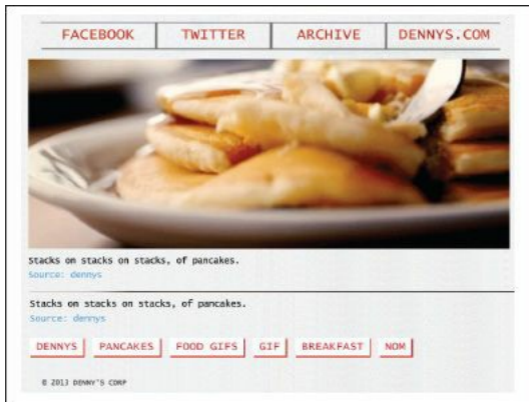 FACEBOOK TWITTER ARCHIVE DENNYS.COM
Stacks on stacks on stacks, of pancakes.
Source: dennys
Stacks on stacks on stacks, of pancakes.
Source: dennys
DENNYS PANCAKES FOOD GIFS GIF BREAKFAST NOM
© 2013 DENNY'S CORP